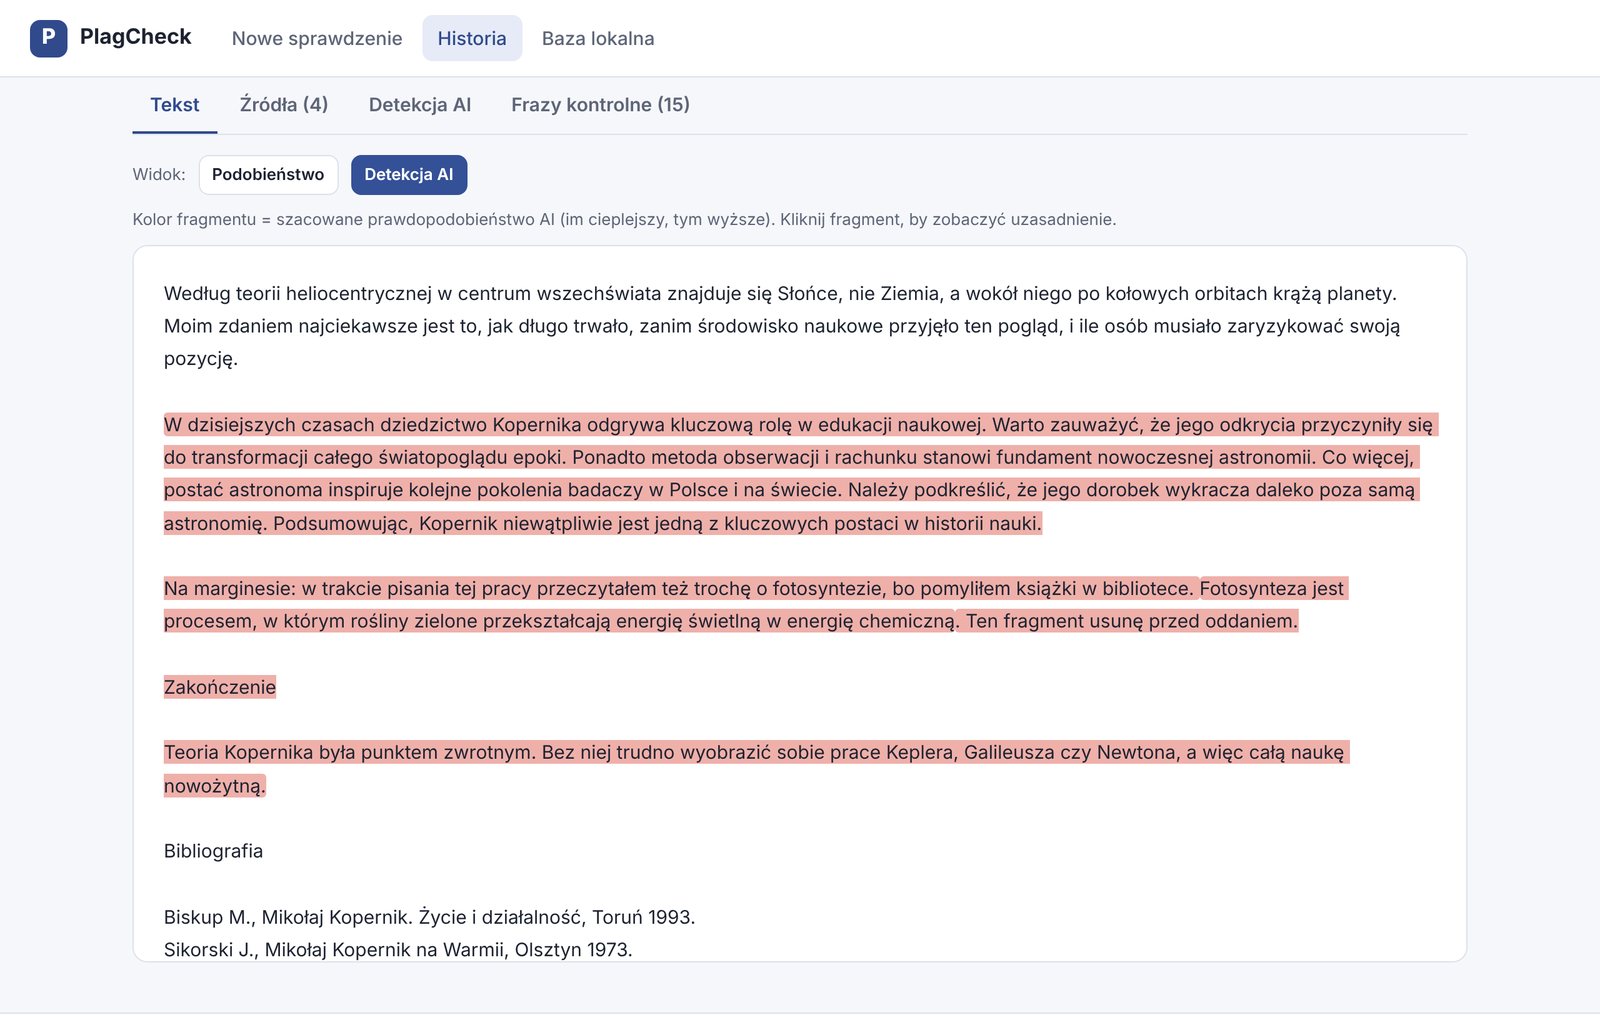 P PlagCheck Nowe sprawdzenie Historia Baza lokalna
Tekst Źródła (4) Detekcja AI Frazy kontrolne (15)
Widok: Podobieństwo Detekcja AI
Kolor fragmentu = szacowane prawdopodobieństwo AI (im cieplejszy, tym wyższe). Kliknij fragment, by zobaczyć uzasadnienie.
Według teorii heliocentrycznej w centrum wszechświata znajduje się Słońce, nie Ziemia, a wokół niego po kołowych orbitach krążą planety.
Moim zdaniem najciekawsze jest to, jak długo trwało, zanim środowisko naukowe przyjęło ten pogląd, i ile osób musiało zaryzykować swoją
pozycję.
W dzisiejszych czasach dziedzictwo Kopernika odgrywa kluczową rolę w edukacji naukowej. Warto zauważyć, że jego odkrycia przyczyniły się
do transformacji całego światopoglądu epoki. Ponadto metoda obserwacji i rachunku stanowi fundament nowoczesnej astronomii. Co więcej,
postać astronoma inspiruje kolejne pokolenia badaczy w Polsce i na świecie. Należy podkreślić, że jego dorobek wykracza daleko poza samą
astronomię. Podsumowując, Kopernik niewątpliwie jest jedną z kluczowych postaci w historii nauki.
Na marginesie: w trakcie pisania tej pracy przeczytałem też trochę o fotosyntezie, bo pomyliłem książki w bibliotece. Fotosynteza jest
procesem, w którym rośliny zielone przekształcają energię świetlną w energię chemiczną. Ten fragment usunę przed oddaniem.
Zakończenie
Teoria Kopernika była punktem zwrotnym. Bez niej trudno wyobrazić sobie prace Keplera, Galileusza czy Newtona, a więc całą naukę
nowożytną.
Bibliografia
Biskup M., Mikołaj Kopernik. Życie i działalność, Toruń 1993.
Sikorski J., Mikołaj Kopernik na Warmii, Olsztyn 1973.